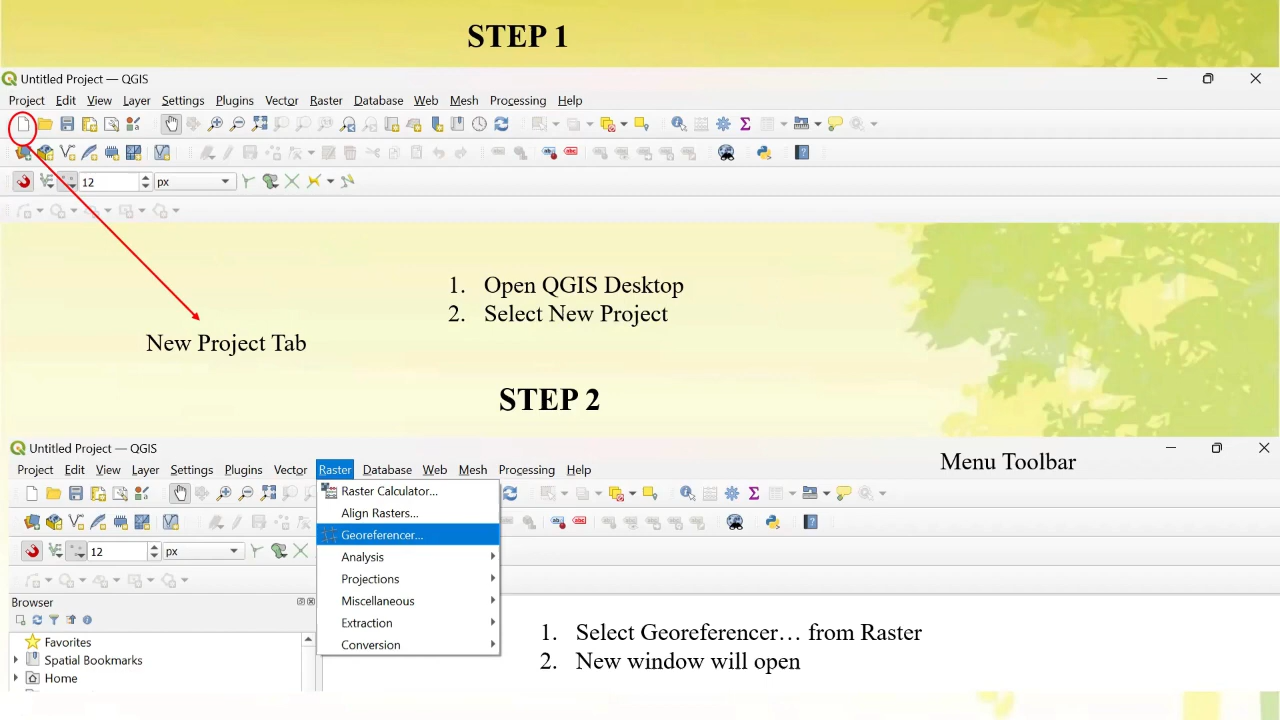 STEP 1
Untitled Project — QGIS
Project Edit View Layer Settings Plugins Vector Raster Database Web Mesh Processing Help
12 px
1. Open QGIS Desktop
2. Select New Project
New Project Tab
STEP 2
Untitled Project — QGIS
Menu Toolbar
Project Edit View Layer Settings Plugins Vector Raster Database Web Mesh Processing Help
Raster Calculator...
Align Rasters...
Georeferencer...
12 px
Analysis
Projections
Miscellaneous
Extraction
Conversion
Browser
Favorites
Spatial Bookmarks
Home
1. Select Georeferencer… from Raster
2. New window will open